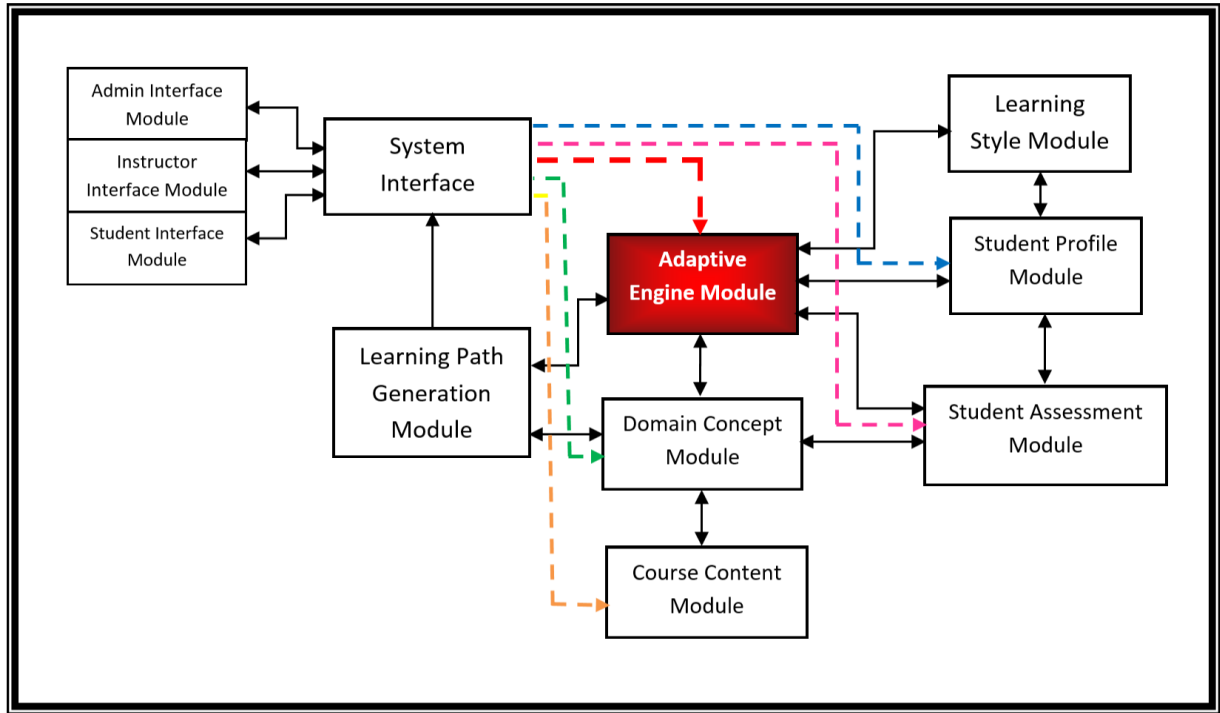 Admin Interface
Module
Instructor
Interface Module
Student Interface
Module
System
Interface
Learning
Style Module
Adaptive
Engine Module
Student Profile
Module
Learning Path
Generation
Module
Domain Concept
Module
Student Assessment
Module
Course Content
Module